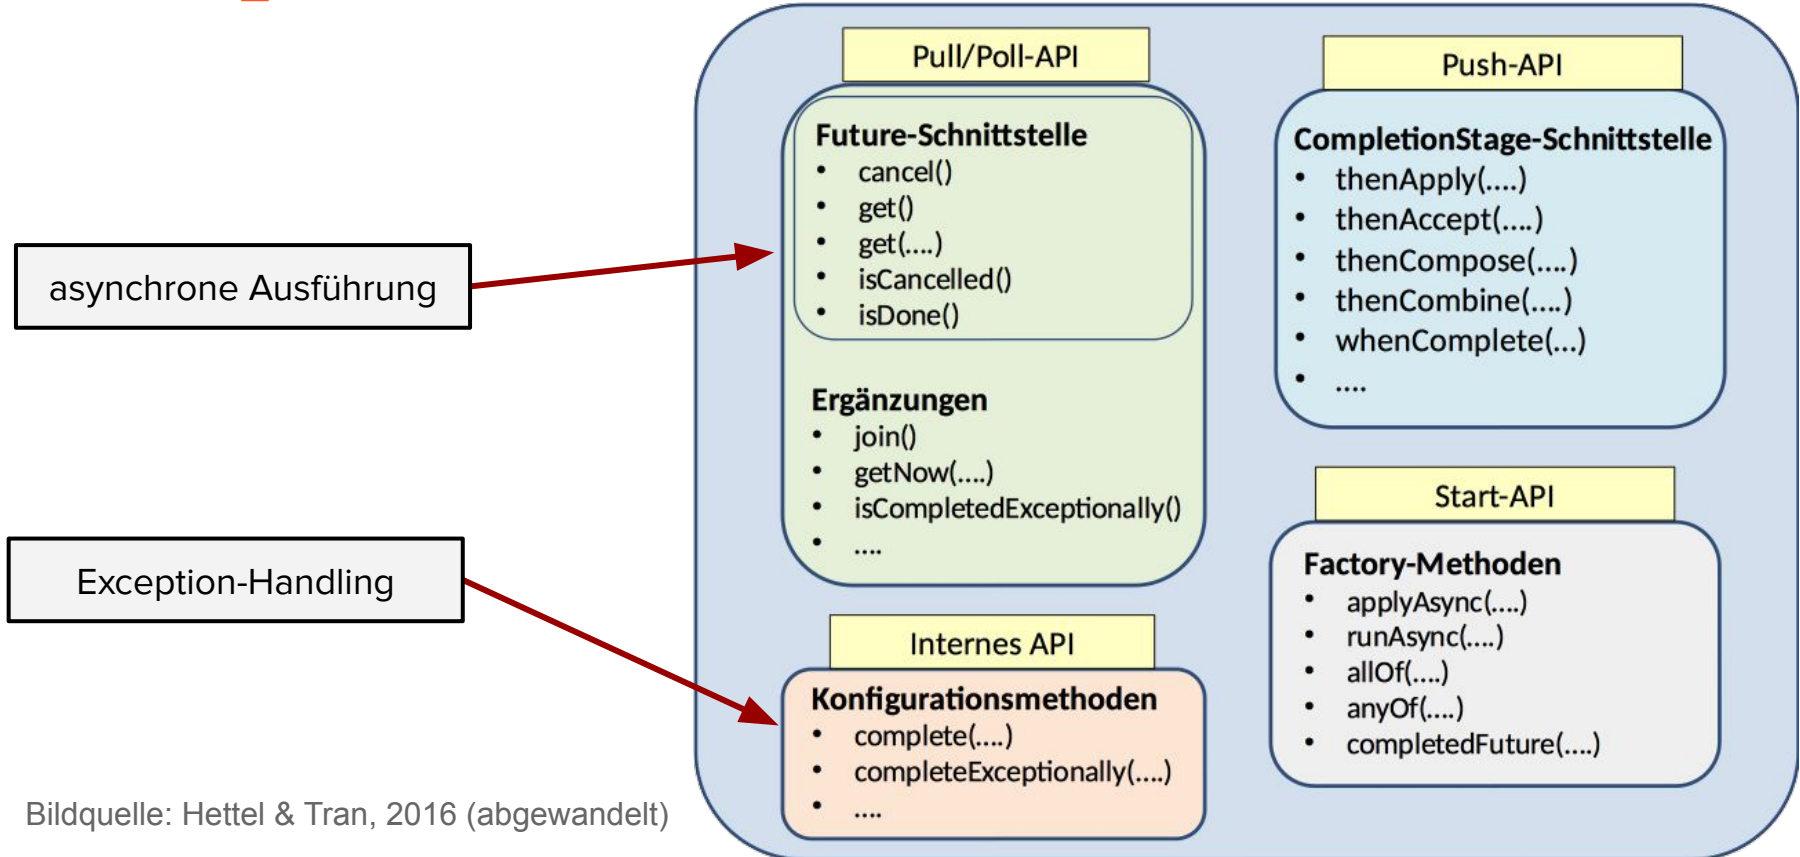 asynchrone Ausführung
Exception-Handling
Pull/Poll-API
Future-Schnittstelle
• cancel()
• get()
• get(....)
• isCancelled()
• isDone()
Ergänzungen
• join()
• getNow(....)
• isCompletedExceptionally()
• ....
Internes API
Konfigurationsmethoden
• complete(....)
• completeExceptionally(....)
• ....
Push-API
CompletionStage-Schnittstelle
• thenApply(....)
• thenAccept(....)
• thenCompose(....)
• thenCombine(....)
• whenComplete(...)
• ....
Start-API
Factory-Methoden
• applyAsync(....)
• runAsync(....)
• allOf(....)
• anyOf(....)
• completedFuture(....)
Bildquelle: Hettel & Tran, 2016 (abgewandelt)